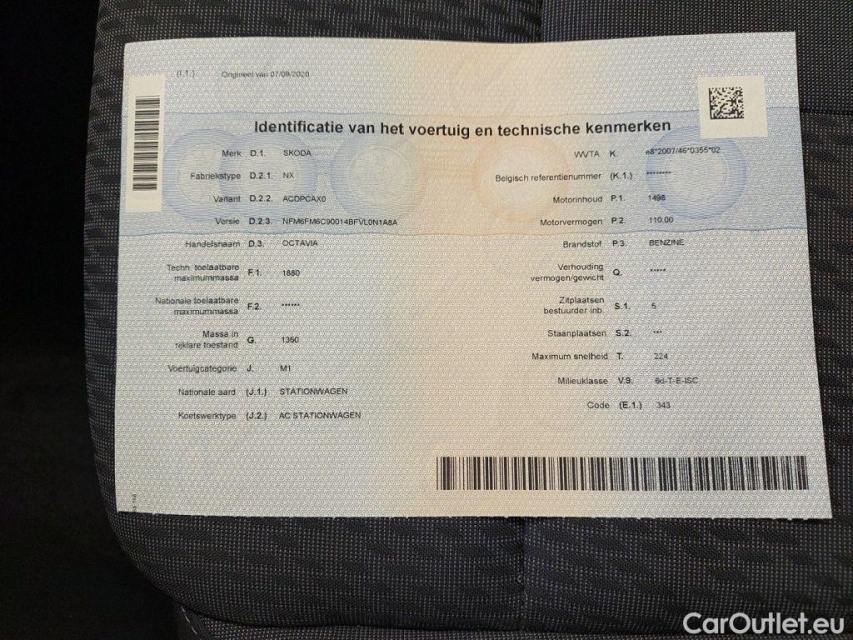 (I.1.) Origineel van 07/09/2020
Identificatie van het voertuig en technische kenmerken
Merk D.1. SKODA
Fabriekstype D.2.1. NX
Variant D.2.2. ACDPCAX0
Versie D.2.3. NFM6FM6C90014BFVL0N1A8A
Handelsnaam D.3. OCTAVIA
Techn. toelaatbare
maximummassa F.1. 1880
Nationale toelaatbare
maximummassa F.2. ******
Massa in
rijklare toestand G. 1360
Voertuigcategorie J. M1
Nationale aard (J.1.) STATIONWAGEN
Koetswerktype (J.2.) AC STATIONWAGEN
WVTA K. e8*2007/46*0355*02
Belgisch referentienummer (K.1.) ********
Motorinhoud P.1. 1498
Motorvermogen P.2. 110.00
Brandstof P.3. BENZINE
Verhouding
vermogen/gewicht Q. *****
Zitplaatsen
bestuurder inb. S.1. 5
Staanplaatsen S.2. ***
Maximum snelheid T. 224
Milieuklasse V.9. 6d-T-E-ISC
Code (E.1.) 343
CarOutlet.eu